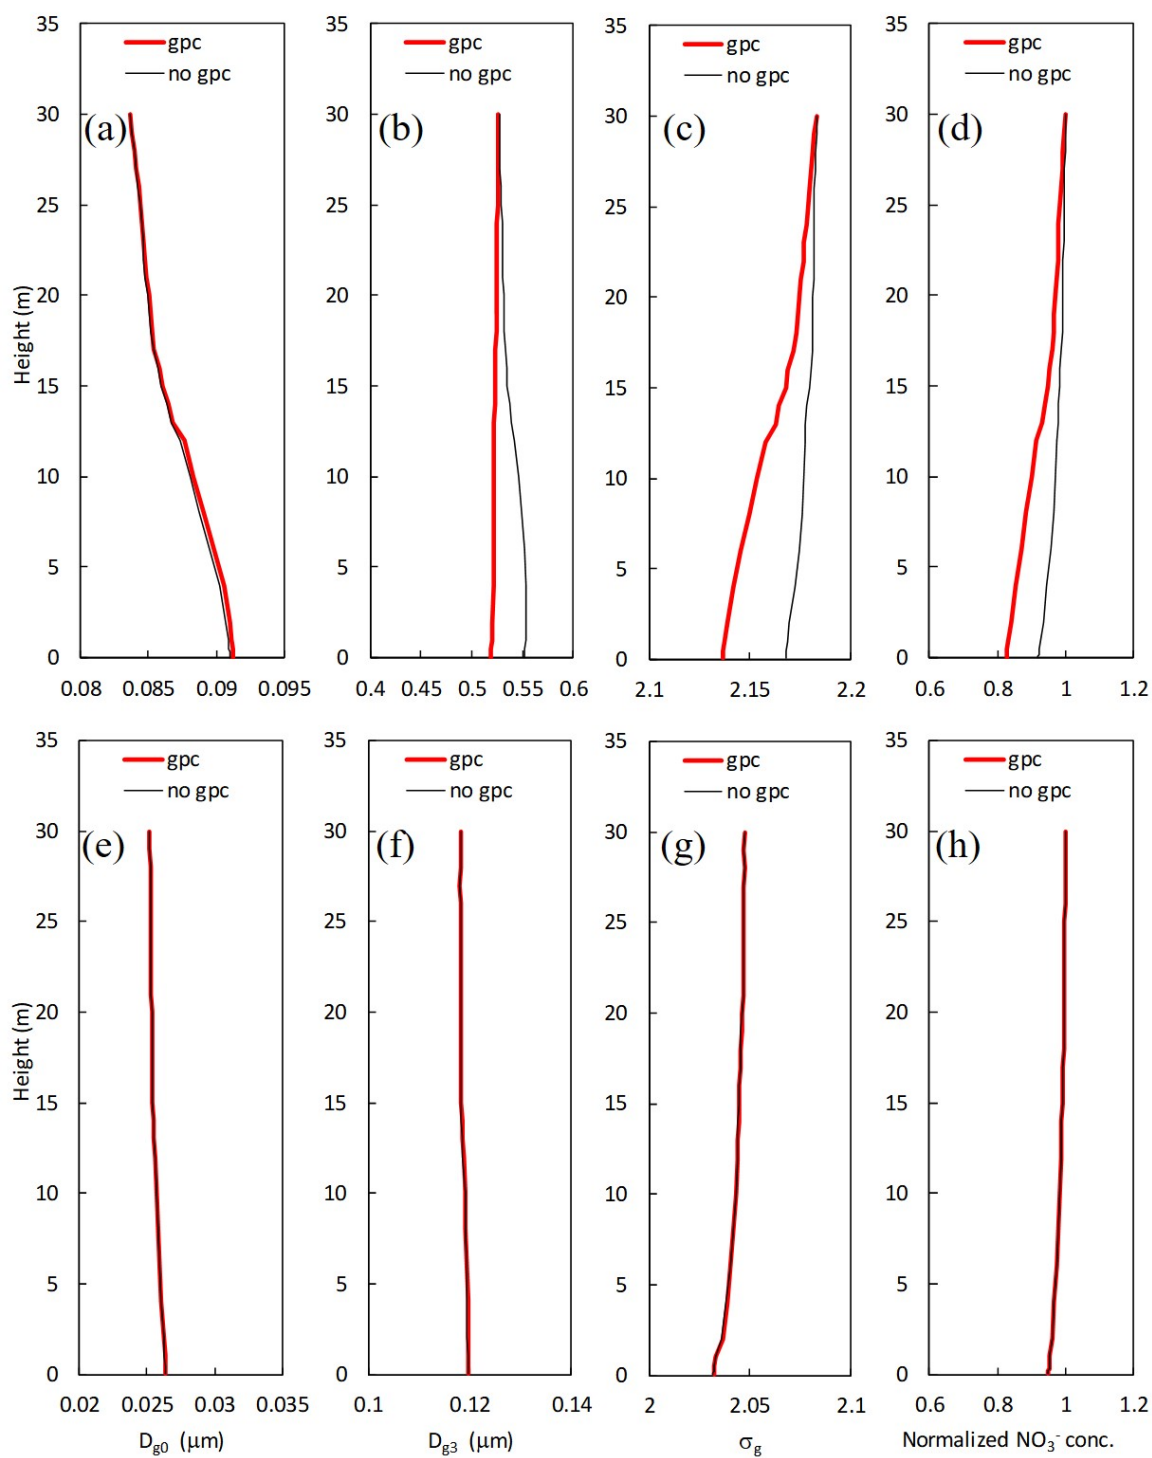 35
30
25
20
15
10
5
0
Height (m)
gpc
no gpc
(a)
0.08 0.085 0.09 0.095
35
30
25
20
15
10
5
0
gpc
no gpc
(b)
0.4 0.45 0.5 0.55 0.6
35
30
25
20
15
10
5
0
gpc
no gpc
(c)
2.1 2.15 2.2
35
30
25
20
15
10
5
0
gpc
no gpc
(d)
0.6 0.8 1 1.2
35
30
25
20
15
10
5
0
Height (m)
gpc
no gpc
(e)
0.02 0.025 0.03 0.035
D_g0 (μm)
35
30
25
20
15
10
5
0
gpc
no gpc
(f)
0.1 0.12 0.14
D_g3 (μm)
35
30
25
20
15
10
5
0
gpc
no gpc
(g)
2 2.05 2.1
σ_g
35
30
25
20
15
10
5
0
gpc
no gpc
(h)
0.6 0.8 1 1.2
Normalized NO₃⁻ conc.